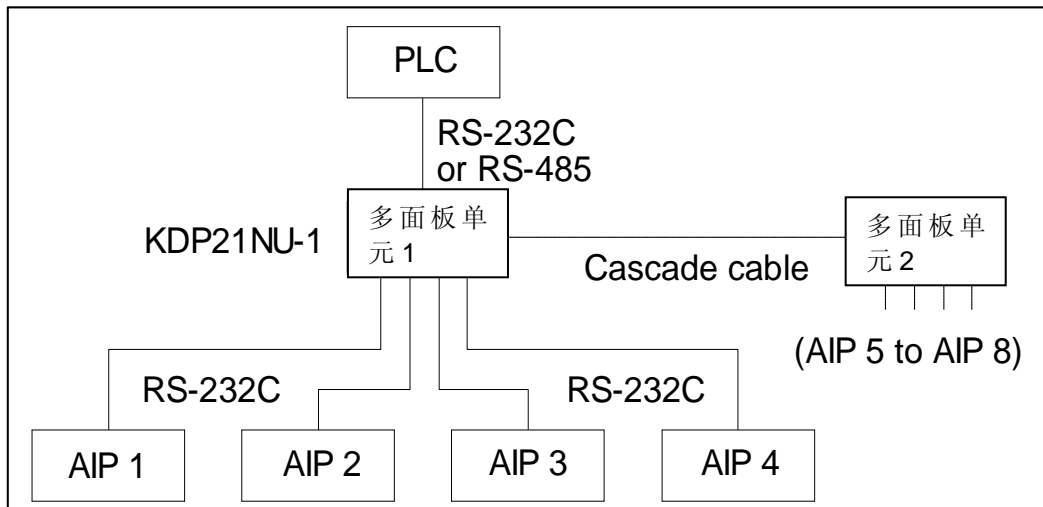 PLC
RS-232C
or RS-485
KDP21NU-1
多面板单
元1
Cascade cable
多面板单
元2
(AIP 5 to AIP 8)
RS-232C
RS-232C
AIP 1
AIP 2
AIP 3
AIP 4